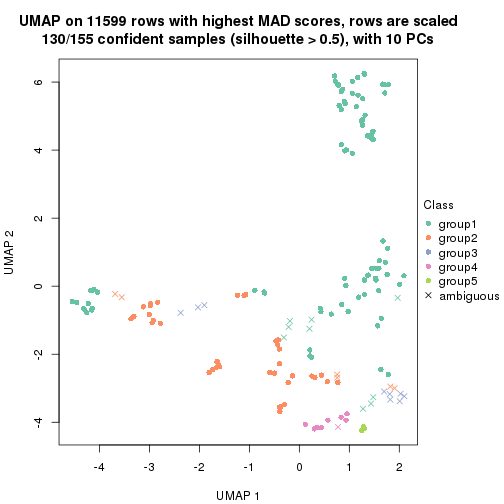 UMAP on 11599 rows with highest MAD scores, rows are scaled
130/155 confident samples (silhouette > 0.5), with 10 PCs
6
4
2
0
-2
-4
UMAP 2
-4
-3
-2
-1
0
1
2
UMAP 1
Class
group1
group2
group3
group4
group5
ambiguous